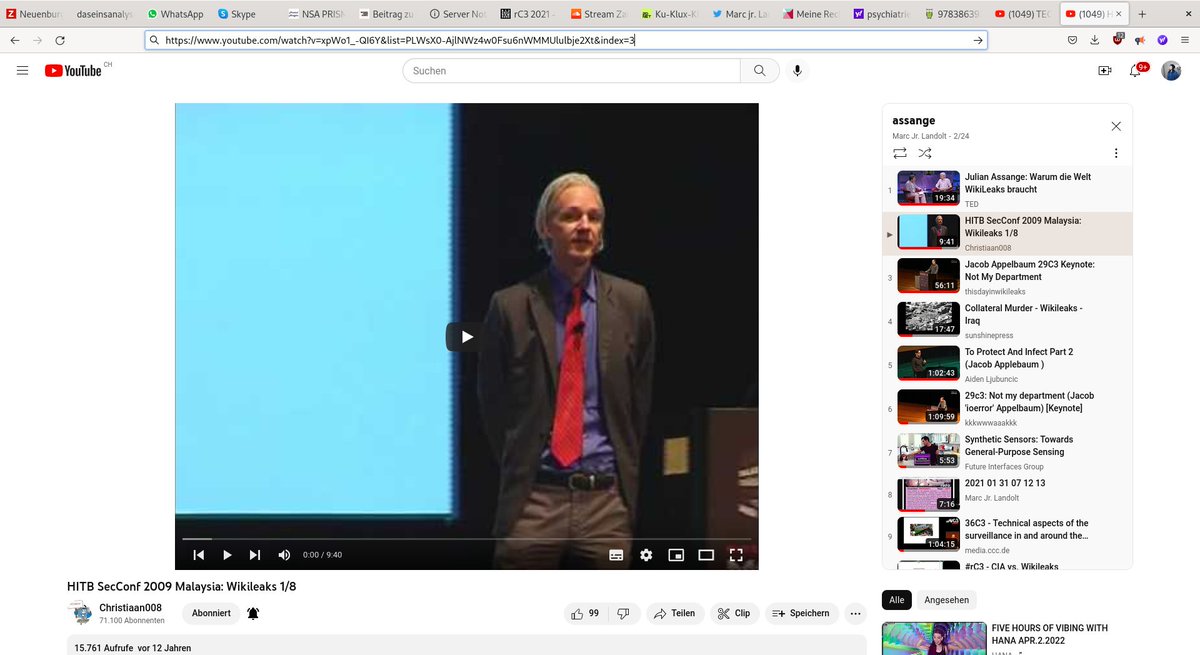 Neuenburg
daseinsanalys
WhatsApp
Skype
NSA PRISM
Beitrag zu
Server Not
rC3 2021 -
Stream Za
Ku-Klux-Kl
Marc jr. La
Meine Rec
psychiatrie
97838639
(1049) TEC
(1049) H
https://www.youtube.com/watch?v=xpWo1_-QI6Y&list=PLWsX0-AjlNWz4w0Fsu6nWMMUlulbje2Xt&index=3
YouTube CH
Suchen
9+
assange
Marc Jr. Landolt - 2/24
1
19:34
Julian Assange: Warum die Welt
WikiLeaks braucht
TED
9:41
HITB SecConf 2009 Malaysia:
Wikileaks 1/8
Christiaan008
3
56:11
Jacob Appelbaum 29C3 Keynote:
Not My Department
thisdayinwikileaks
4
17:47
Collateral Murder - Wikileaks -
Iraq
sunshinepress
5
1:02:43
To Protect And Infect Part 2
(Jacob Applebaum )
Aiden Ljubuncic
6
1:09:59
29c3: Not my department (Jacob
'ioerror' Appelbaum) [Keynote]
kkkwwwaaakkk
7
5:53
Synthetic Sensors: Towards
General-Purpose Sensing
Future Interfaces Group
8
7:16
2021 01 31 07 12 13
Marc Jr. Landolt
9
1:04:15
36C3 - Technical aspects of the
surveillance in and around the...
media.ccc.de
#rC3 - CIA vs. Wikileaks
0:00 / 9:40
HITB SecConf 2009 Malaysia: Wikileaks 1/8
Christiaan008
71.100 Abonnenten
Abonniert
99
Teilen
Clip
Speichern
15.761 Aufrufe vor 12 Jahren
Alle
Angesehen
FIVE HOURS OF VIBING WITH
HANA APR.2.2022